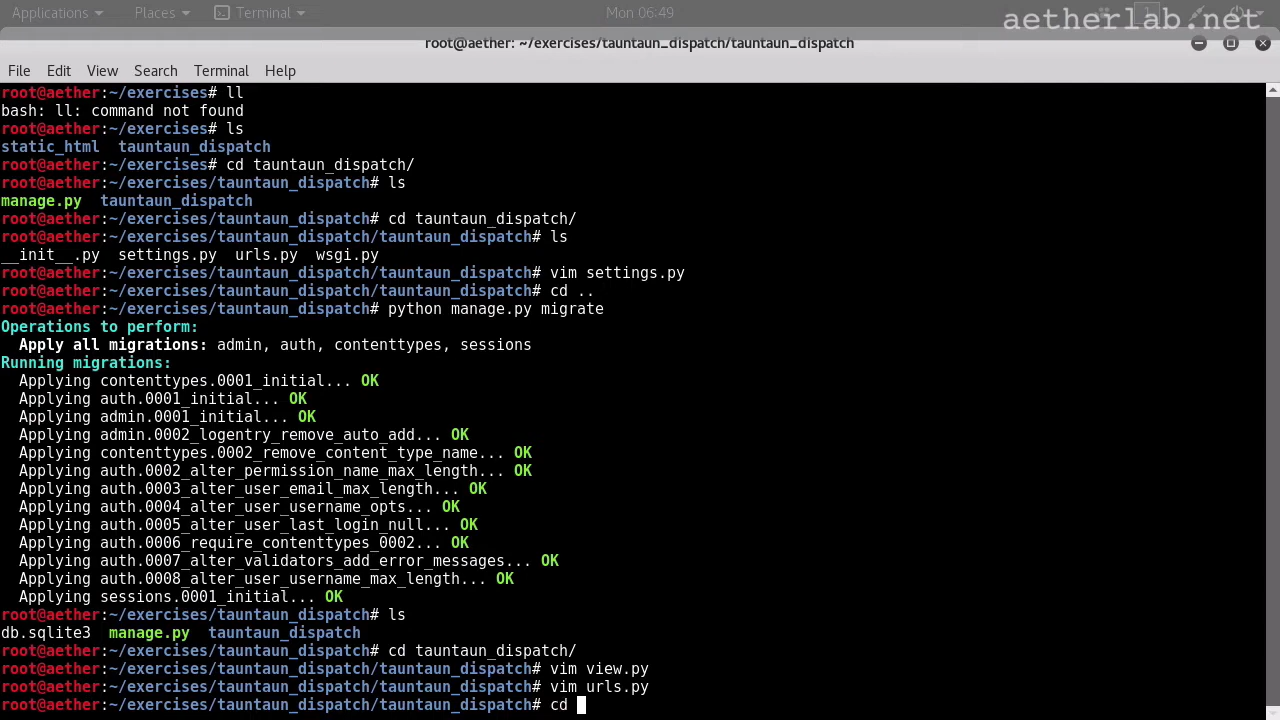 Applications Places Terminal Mon 06:49 1
aetherlab.net
root@aether: ~/exercises/tauntaun_dispatch/tauntaun_dispatch
File Edit View Search Terminal Help
root@aether:~/exercises# ll
bash: ll: command not found
root@aether:~/exercises# ls
static_html  tauntaun_dispatch
root@aether:~/exercises# cd tauntaun_dispatch/
root@aether:~/exercises/tauntaun_dispatch# ls
manage.py  tauntaun_dispatch
root@aether:~/exercises/tauntaun_dispatch# cd tauntaun_dispatch/
root@aether:~/exercises/tauntaun_dispatch/tauntaun_dispatch# ls
__init__.py  settings.py  urls.py  wsgi.py
root@aether:~/exercises/tauntaun_dispatch/tauntaun_dispatch# vim settings.py
root@aether:~/exercises/tauntaun_dispatch/tauntaun_dispatch# cd ..
root@aether:~/exercises/tauntaun_dispatch# python manage.py migrate
Operations to perform:
  Apply all migrations: admin, auth, contenttypes, sessions
Running migrations:
  Applying contenttypes.0001_initial... OK
  Applying auth.0001_initial... OK
  Applying admin.0001_initial... OK
  Applying admin.0002_logentry_remove_auto_add... OK
  Applying contenttypes.0002_remove_content_type_name... OK
  Applying auth.0002_alter_permission_name_max_length... OK
  Applying auth.0003_alter_user_email_max_length... OK
  Applying auth.0004_alter_user_username_opts... OK
  Applying auth.0005_alter_user_last_login_null... OK
  Applying auth.0006_require_contenttypes_0002... OK
  Applying auth.0007_alter_validators_add_error_messages... OK
  Applying auth.0008_alter_user_username_max_length... OK
  Applying sessions.0001_initial... OK
root@aether:~/exercises/tauntaun_dispatch# ls
db.sqlite3  manage.py  tauntaun_dispatch
root@aether:~/exercises/tauntaun_dispatch# cd tauntaun_dispatch/
root@aether:~/exercises/tauntaun_dispatch/tauntaun_dispatch# vim view.py
root@aether:~/exercises/tauntaun_dispatch/tauntaun_dispatch# vim urls.py
root@aether:~/exercises/tauntaun_dispatch/tauntaun_dispatch# cd